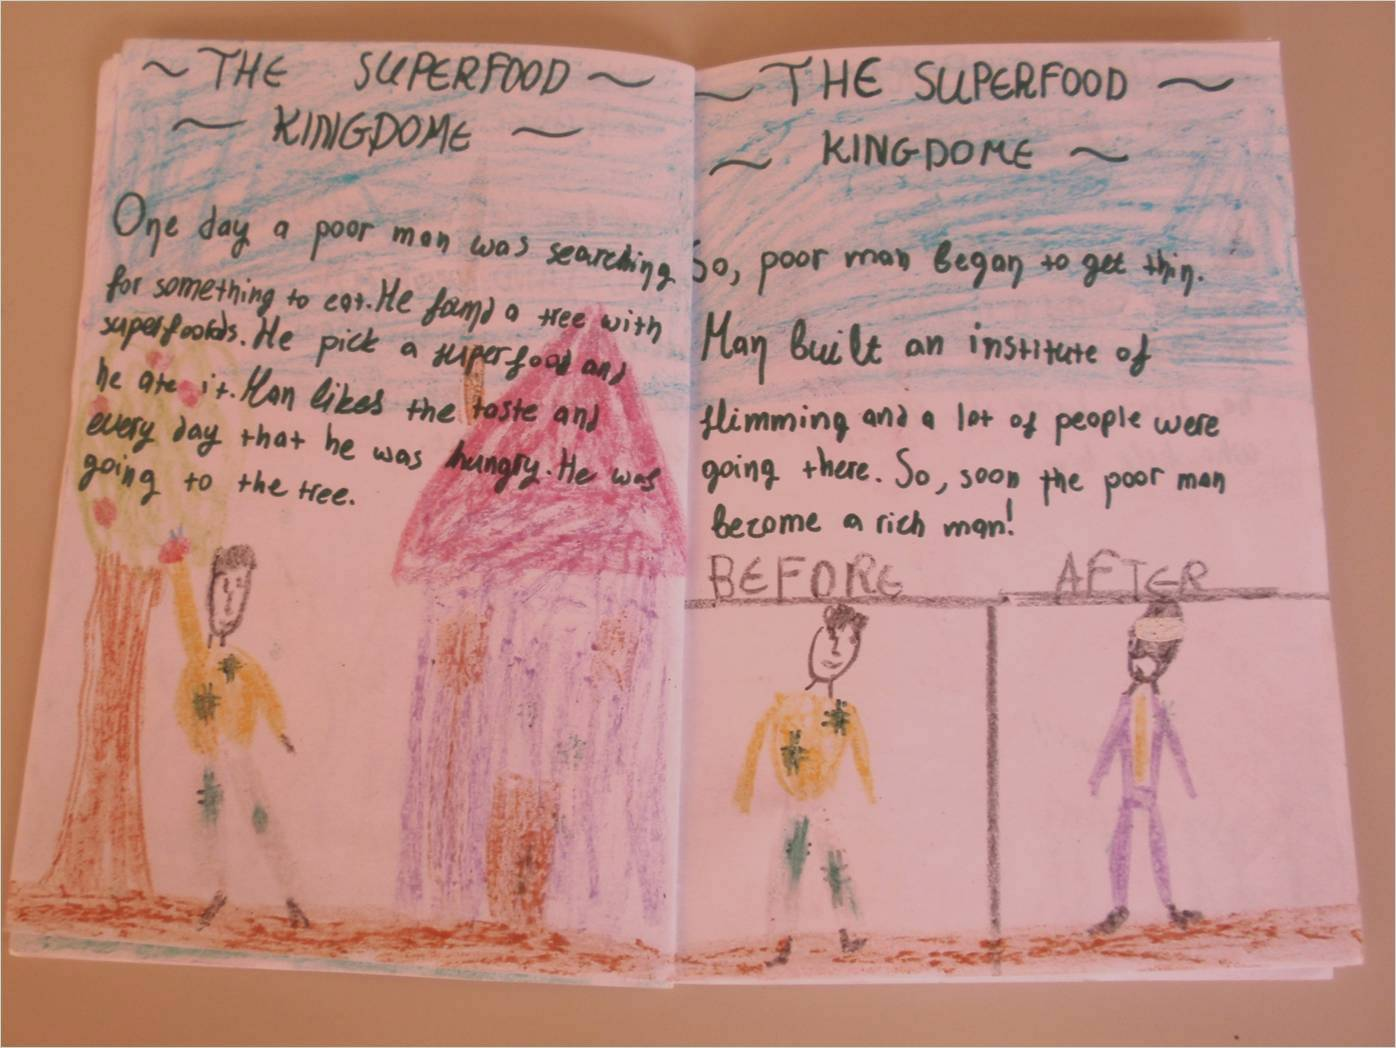 ~ THE SUPERFOOD ~
~ KINGDOME ~
One day a poor man was searching
for something to eat. He found a tree with
superfoods. He pick a superfood and
he ate it. Man likes the taste and
every day that he was hungry. He was
going to the tree.
~ THE SUPERFOOD ~
~ KINGDOME ~
So, poor man began to get thin.
Man built an institute of
slimming and a lot of people were
going there. So, soon the poor man
become a rich man!
BEFORE AFTER